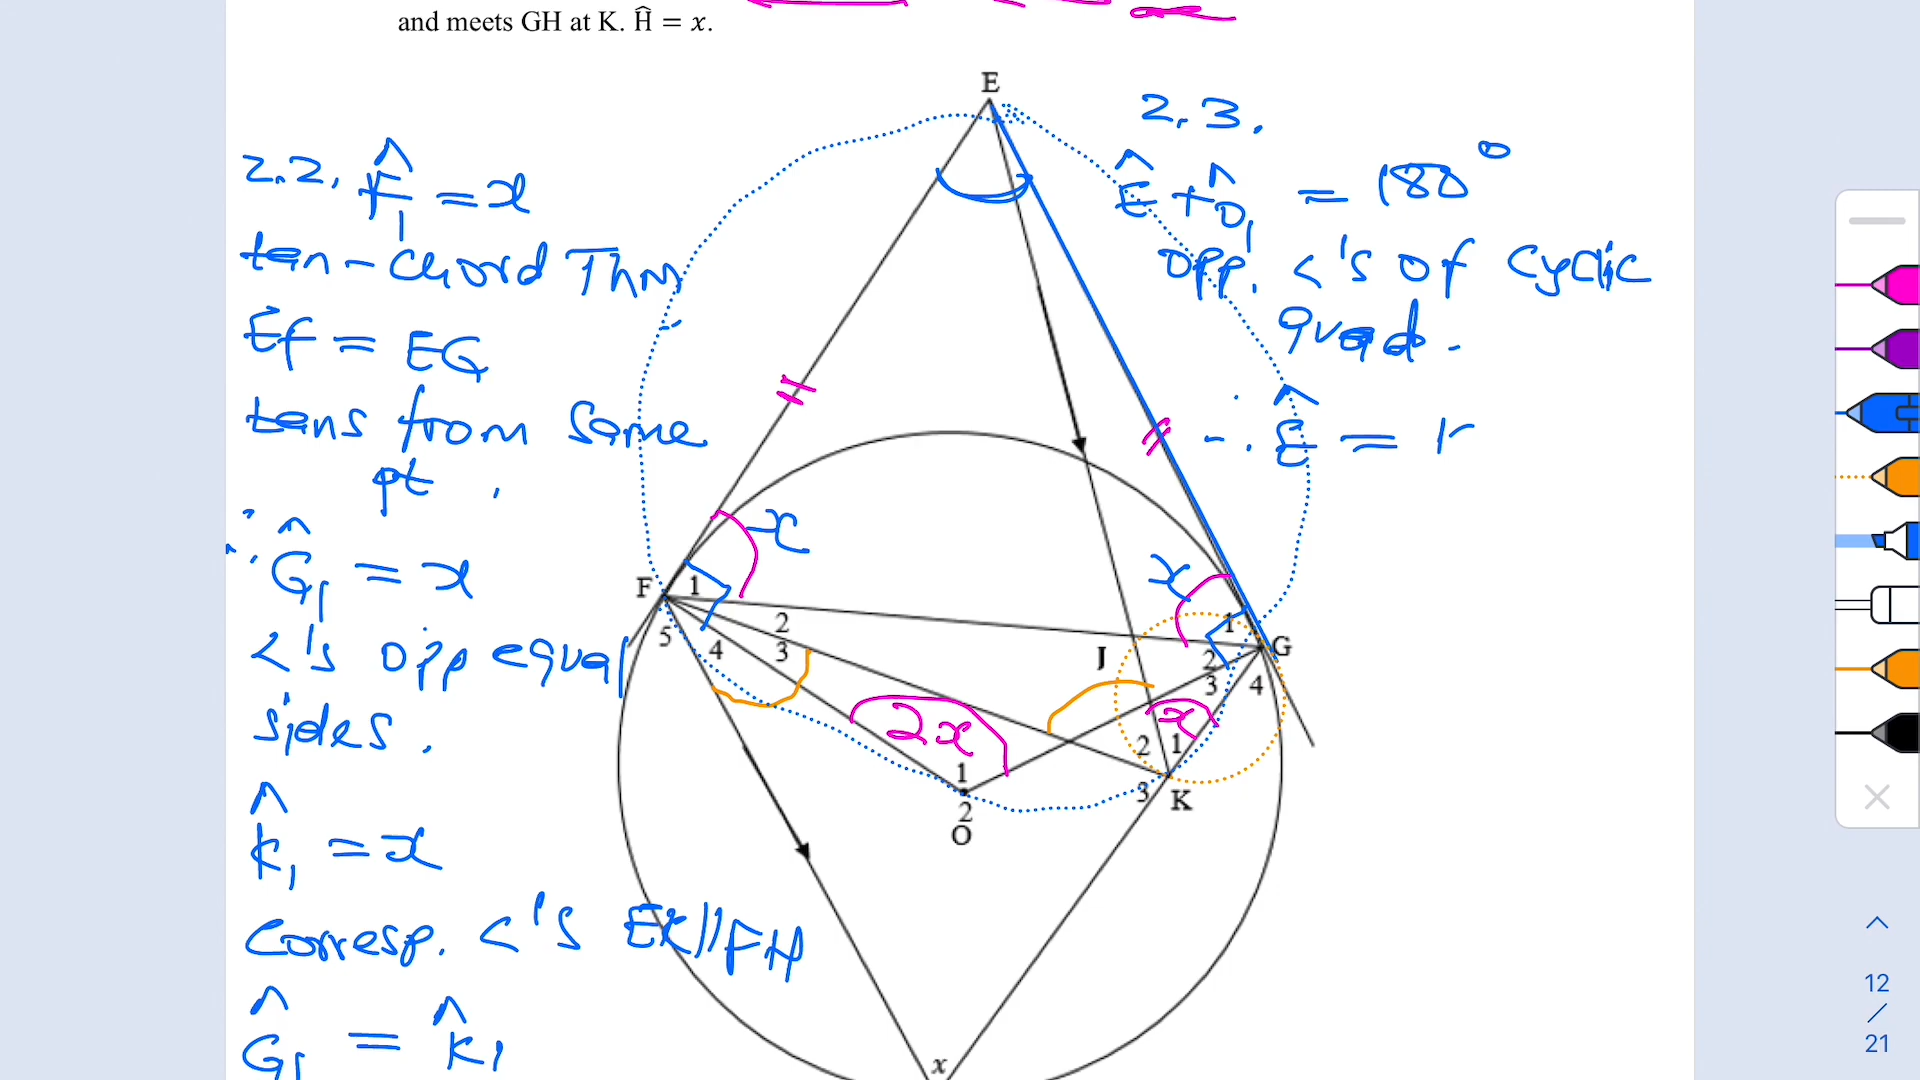 and meets GH at K. Ĥ = x.
E
2.3.
2.2. F̂₁ = x
Ê + Ô₁ = 180°
tan-chord Thm
opp. <'s of cyclic
quad.
EF = EG
tans from same
pt.
∴ Ê = 1
x
x
F 1
2
5 4 3
1
2 G
3 4
J
∴ Ĝ₁ = x
<'s opp equal
sides.
2x
x
2 1
1
3 K
2
O
K̂₁ = x
corresp. <'s EK//FH
Ĝ₁ = K̂₁
x
12
/
21